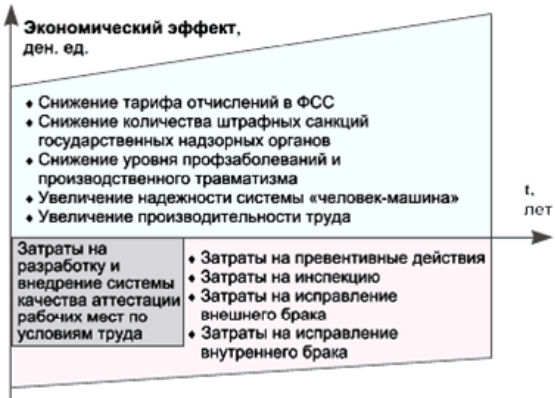 Экономический эффект,
ден. ед.
♦ Снижение тарифа отчислений в ФСС
♦ Снижение количества штрафных санкций
государственных надзорных органов
♦ Снижение уровня профзаболеваний и
производственного травматизма
♦ Увеличение надежности системы «человек-машина»
♦ Увеличение производительности труда
t,
лет
Затраты на
разработку и
внедрение системы
качества аттестации
рабочих мест по
условиям труда
♦ Затраты на превентивные действия
♦ Затраты на инспекцию
♦ Затраты на исправление
внешнего брака
♦ Затраты на исправление
внутреннего брака